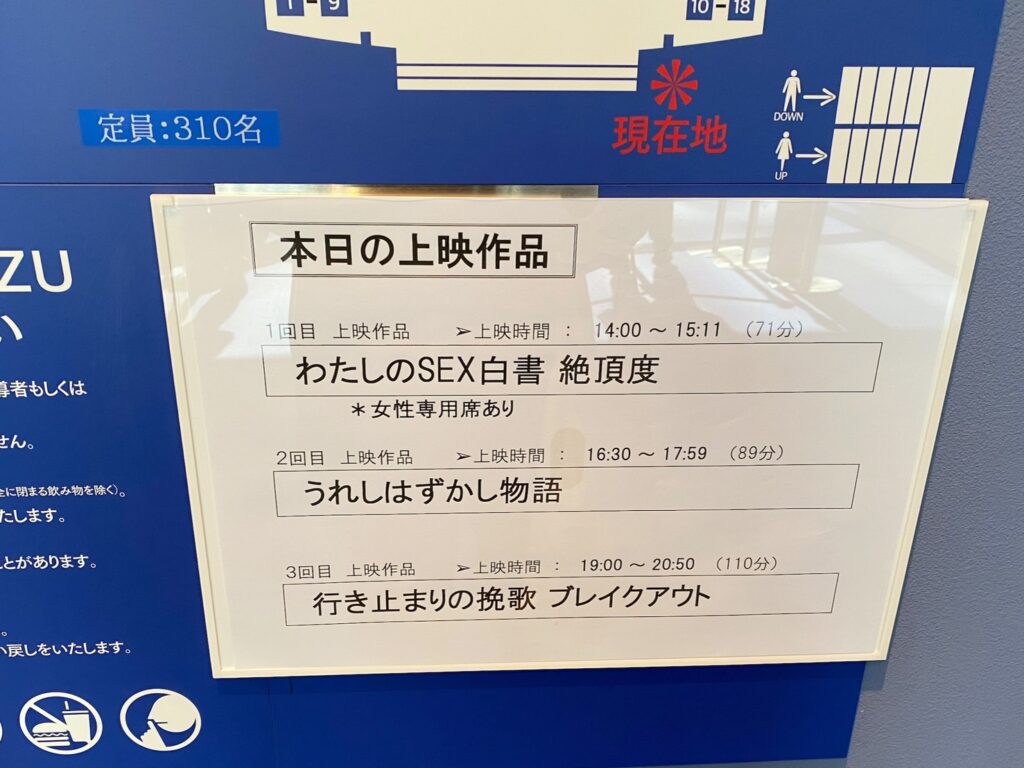 1-9
10-18
定員:310名
現在地
DOWN
UP
ZU
い
本日の上映作品
1回目 上映作品 ➢上映時間 : 14:00 ~ 15:11 (71分)
わたしのSEX白書 絶頂度
*女性専用席あり
尊者もしくは
せん。
2回目 上映作品 ➢上映時間 : 16:30 ~ 17:59 (89分)
うれしはずかし物語
全に閉まる飲み物を除く)。
たします。
とがあります。
3回目 上映作品 ➢上映時間 : 19:00 ~ 20:50 (110分)
行き止まりの挽歌 ブレイクアウト
。
い戻しをいたします。